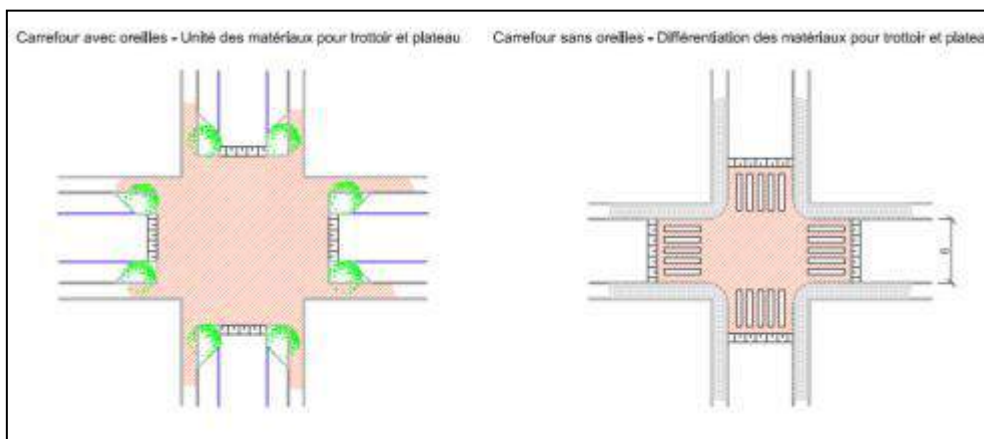 Carrefour avec oreilles - Unité des matériaux pour trottoir et plateau
Carrefour sans oreilles - Différentiation des matériaux pour trottoir et platea